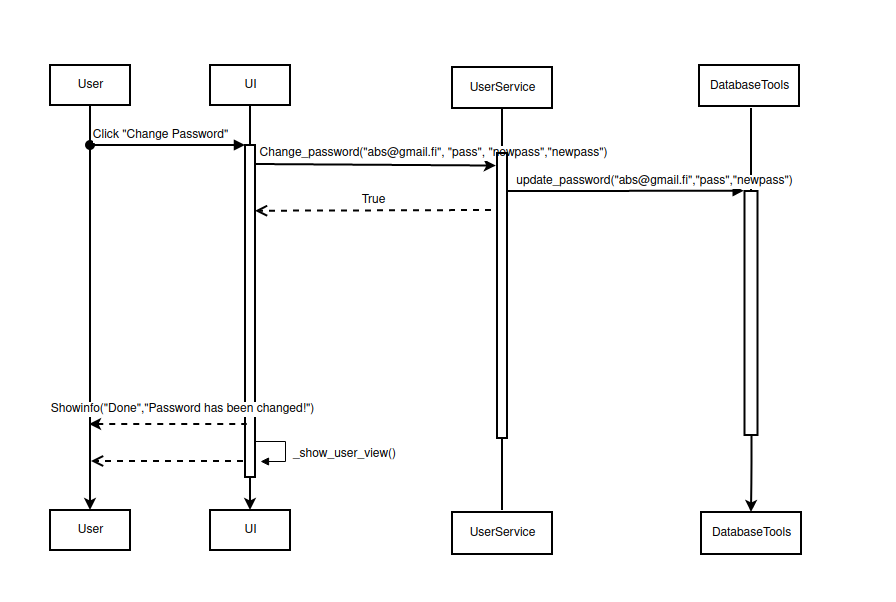 User
UI
UserService
DatabaseTools
Click "Change Password"
Change_password("abs@gmail.fi", "pass", "newpass","newpass")
update_password("abs@gmail.fi","pass","newpass")
True
Showinfo("Done","Password has been changed!")
_show_user_view()
User
UI
UserService
DatabaseTools